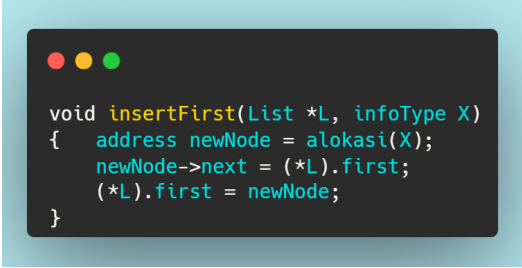 void insertFirst(List *L, infoType X)
{   address newNode = alokasi(X);
    newNode->next = (*L).first;
    (*L).first = newNode;
}